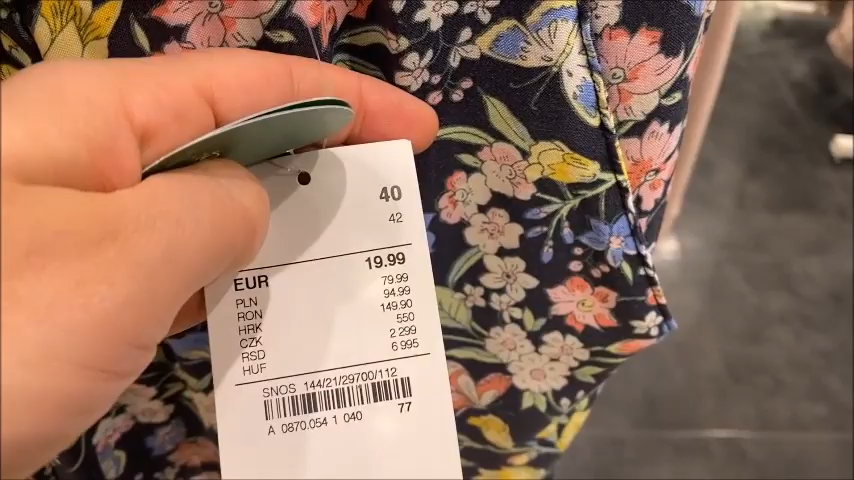 40
42
EUR 19.99
PLN 79.99
RON 94.99
HRK 149.90
CZK 550
RSD 2 299
HUF 6 995
SNOS 144/21/29700/112
A 0870.054 1 040 77